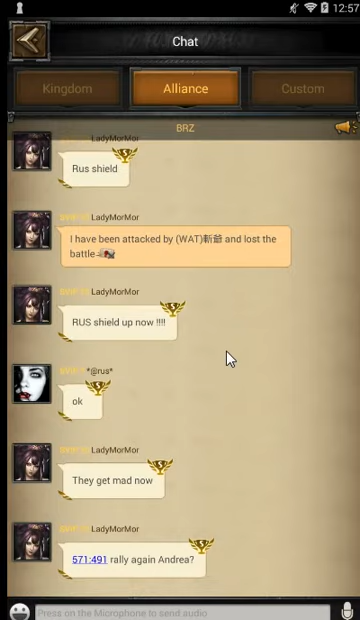 12:57
Chat
Kingdom
Alliance
Custom
BRZ
LadyMorMor
Rus shield
LadyMorMor
I have been attacked by (WAT)斬爺 and lost the
battle
LadyMorMor
RUS shield up now !!!!
*@rus*
ok
LadyMorMor
They get mad now
LadyMorMor
571:491 rally again Andrea?
Press on the Microphone to send audio